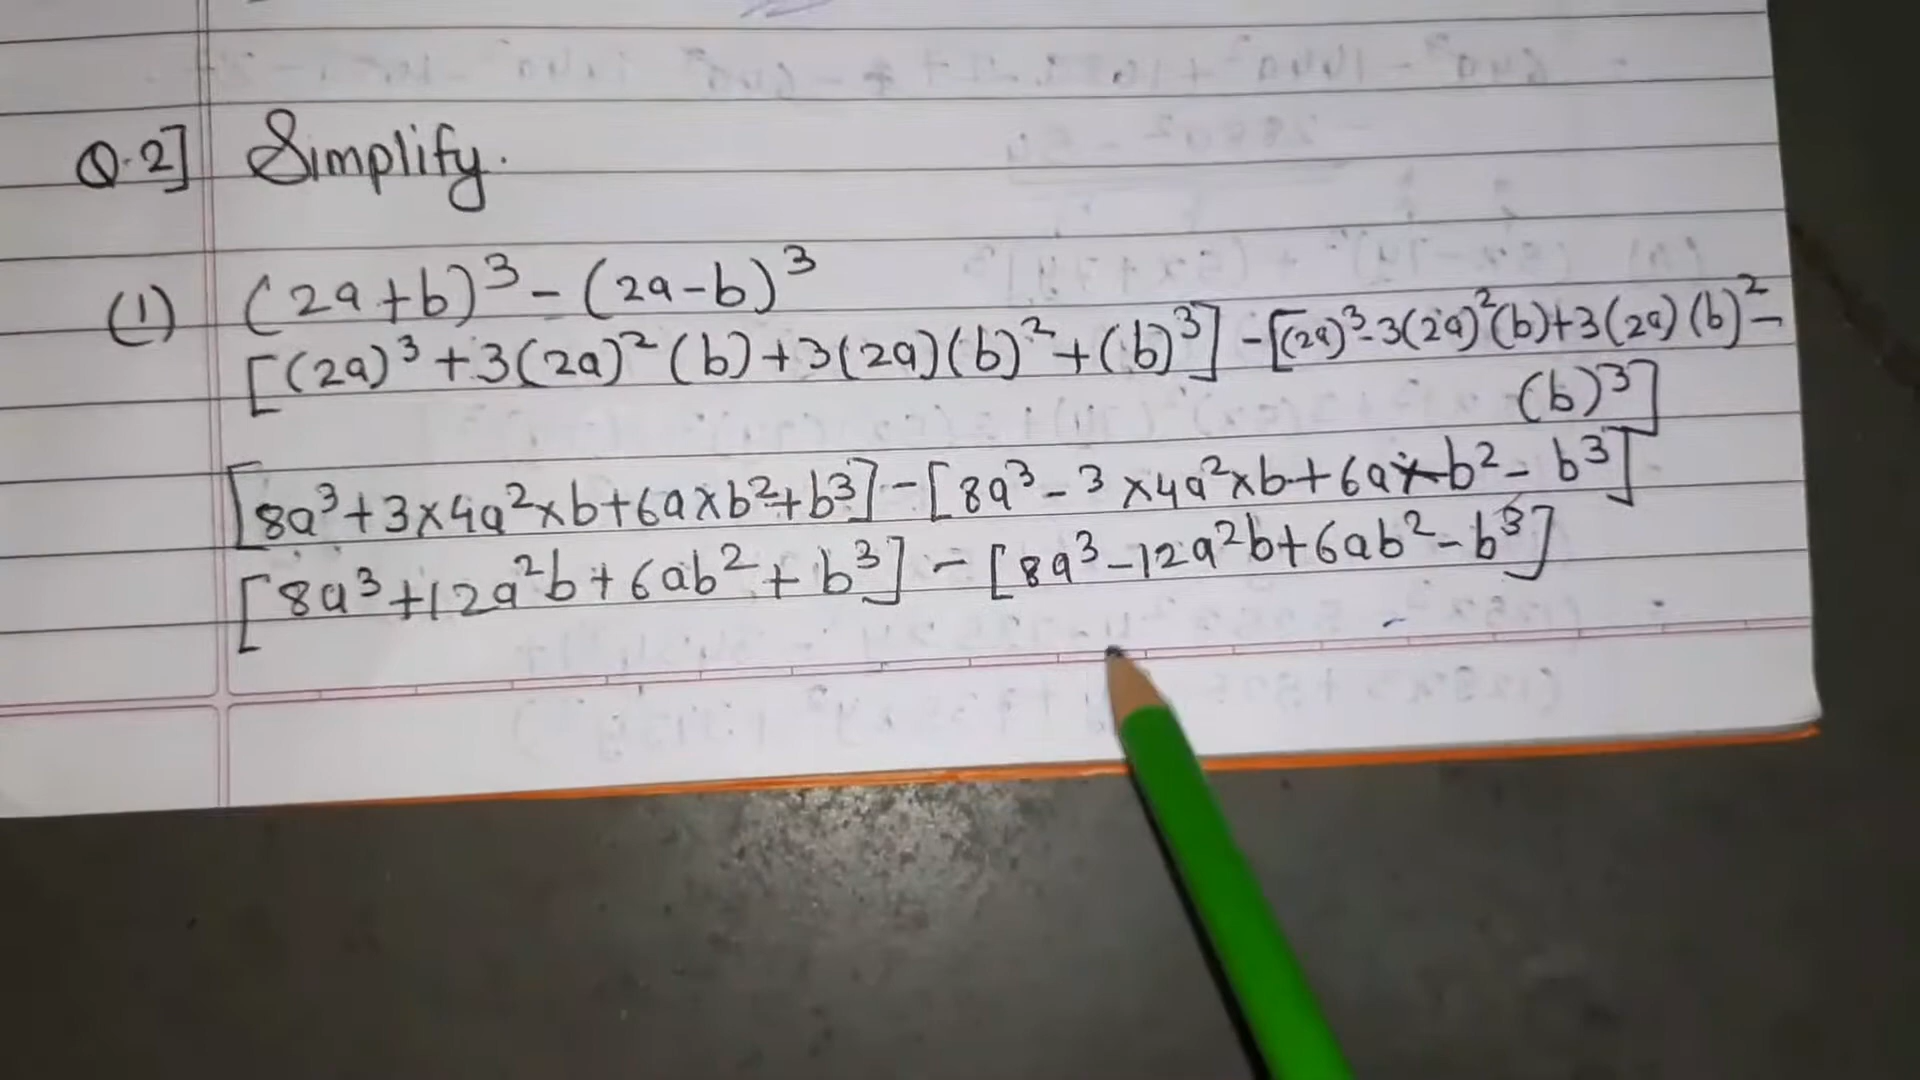 Q.2] Simplify.
(1) (2a+b)³-(2a-b)³
[(2a)³+3(2a)²(b)+3(2a)(b)²+(b)³]-[(2a)³-3(2a)²(b)+3(2a)(b)²-
(b)³]
[8a³+3×4a²×b+6a×b²+b³]-[8a³-3×4a²×b+6a×b²-b³]
[8a³+12a²b+6ab²+b³]-[8a³-12a²b+6ab²-b³]